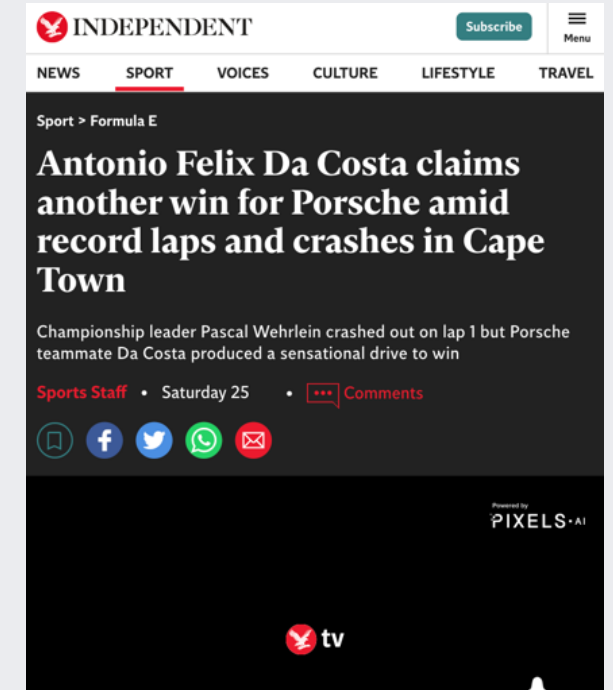 INDEPENDENT
Subscribe
Menu
NEWS SPORT VOICES CULTURE LIFESTYLE TRAVEL
Sport > Formula E
Antonio Felix Da Costa claims
another win for Porsche amid
record laps and crashes in Cape
Town
Championship leader Pascal Wehrlein crashed out on lap 1 but Porsche
teammate Da Costa produced a sensational drive to win
Sports Staff • Saturday 25 • Comments
Powered by
PIXELS·AI
tv